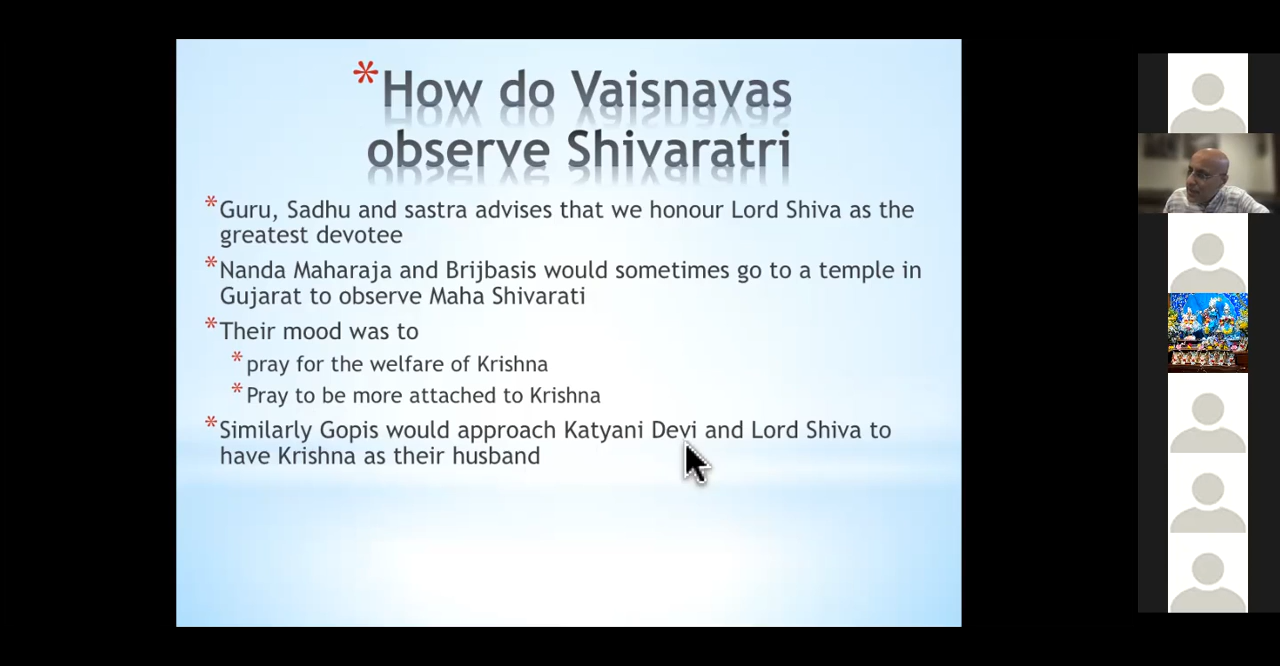 *How do Vaisnavas
observe Shivaratri
*Guru, Sadhu and sastra advises that we honour Lord Shiva as the
greatest devotee
*Nanda Maharaja and Brijbasis would sometimes go to a temple in
Gujarat to observe Maha Shivarati
*Their mood was to
*pray for the welfare of Krishna
*Pray to be more attached to Krishna
*Similarly Gopis would approach Katyani Devi and Lord Shiva to
have Krishna as their husband